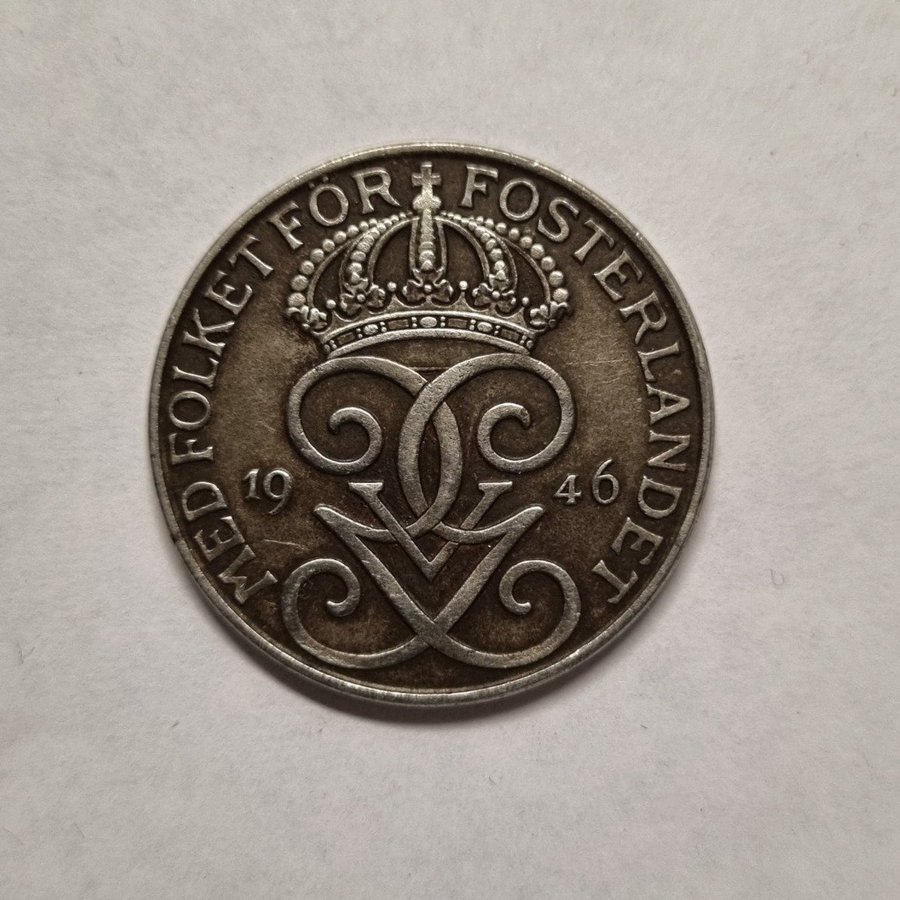 MED FOLKET FÖR FOSTERLANDET
19 46